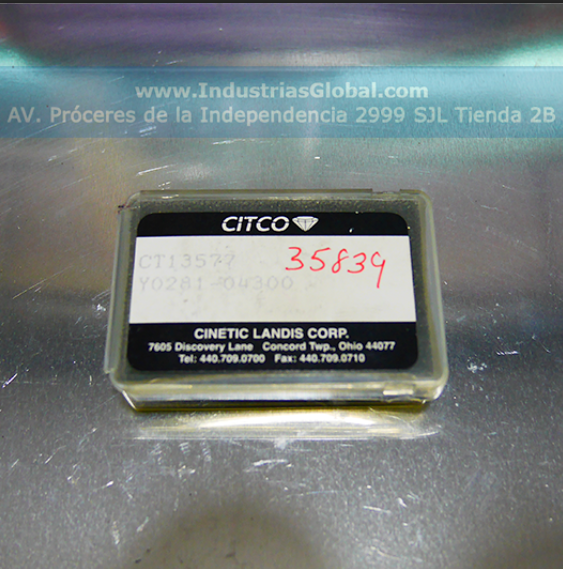 www.IndustriasGlobal.com
AV. Próceres de la Independencia 2999 SJL Tienda 2B
CITCO
CT13577 35839
Y0281-04300
CINETIC LANDIS CORP.
7605 Discovery Lane Concord Twp., Ohio 44077
Tel: 440.709.0700 Fax: 440.709.0710